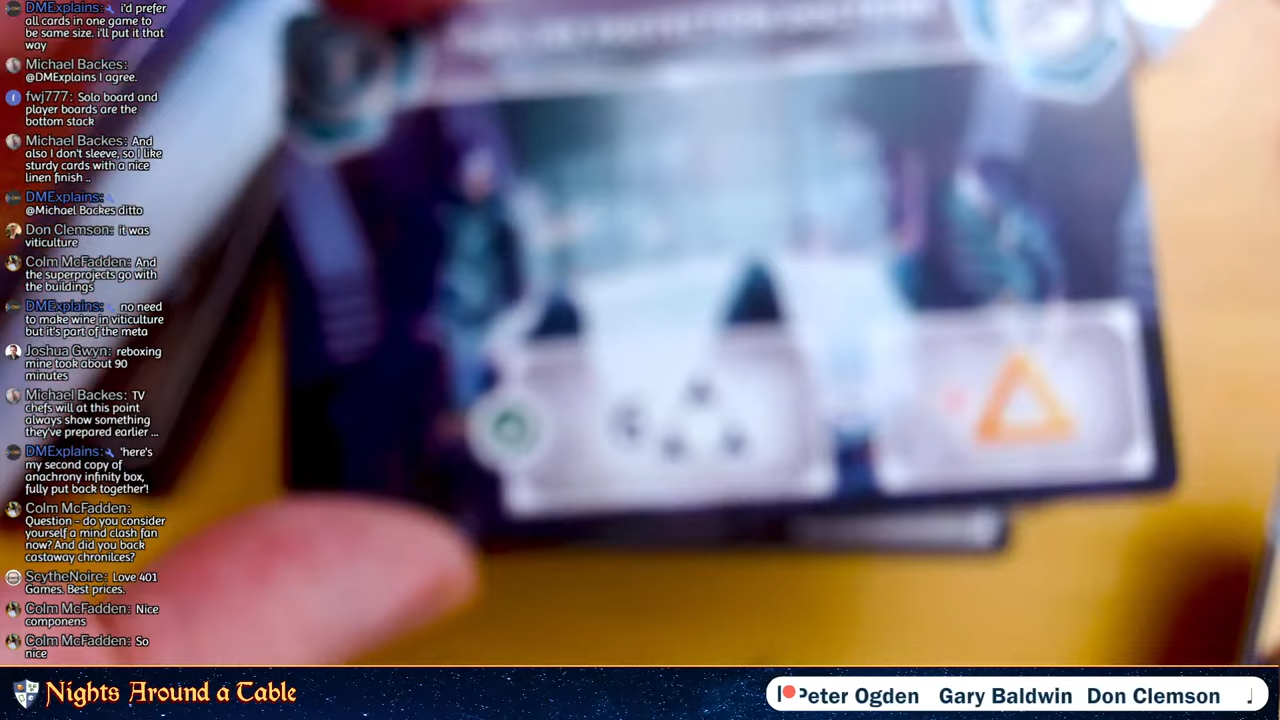 DMExplains: i'd prefer
all cards in one game to
be same size. i'll put it that
way
Michael Backes:
@DMExplains I agree.
fwj777: Solo board and
player boards are the
bottom stack
Michael Backes: And
also I don't sleeve, so I like
sturdy cards with a nice
linen finish ..
DMExplains:
@Michael Backes ditto
Don Clemson: it was
viticulture
Colm McFadden: And
the superprojects go with
the buildings
DMExplains: no need
to make wine in viticulture
but it's part of the meta
Joshua Gwyn: reboxing
mine took about 90
minutes
Michael Backes: TV
chefs will at this point
always show something
they've prepared earlier ...
DMExplains: 'here's
my second copy of
anachrony infinity box,
fully put back together'!
Colm McFadden:
Question - do you consider
yourself a mind clash fan
now? And did you back
castaway chronilces?
ScytheNoire: Love 401
Games. Best prices.
Colm McFadden: Nice
componens
Colm McFadden: So
nice
Nights Around a Table
Peter Ogden Gary Baldwin Don Clemson